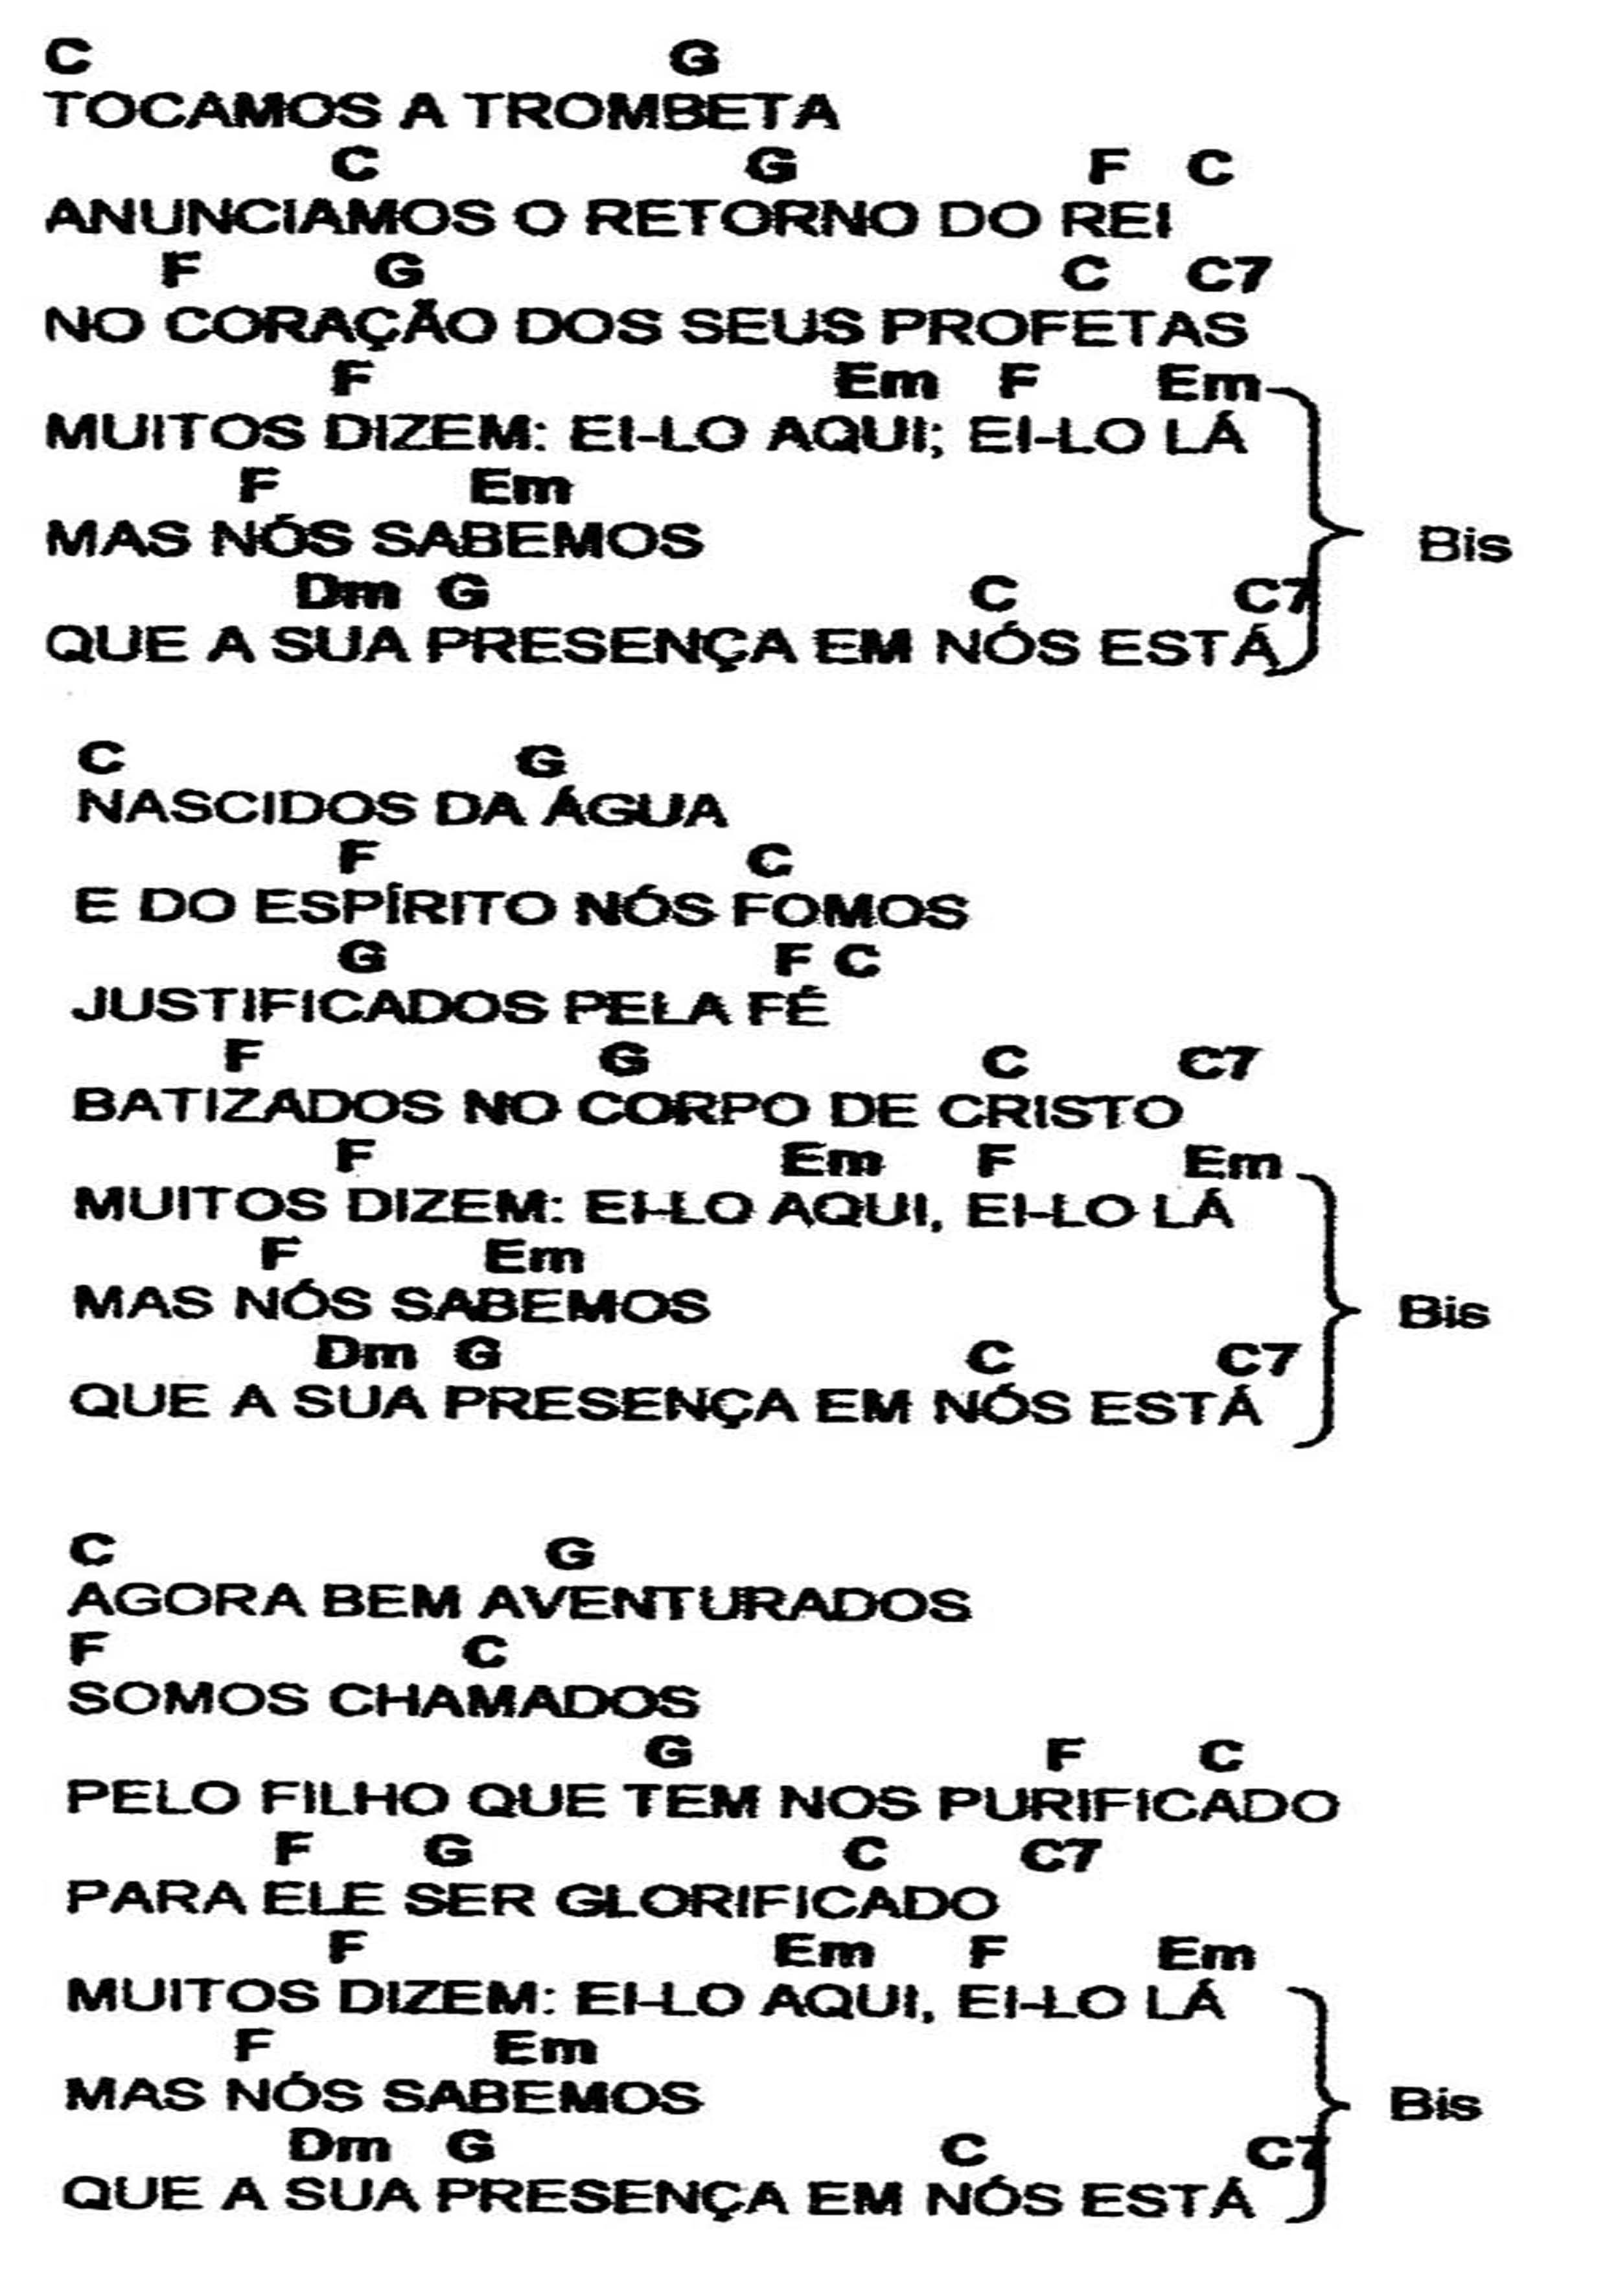 C G
TOCAMOS A TROMBETA
C G F C
ANUNCIAMOS O RETORNO DO REI
F G C C7
NO CORAÇÃO DOS SEUS PROFETAS
F Em F Em
MUITOS DIZEM: EI-LO AQUI; EI-LO LÁ
F Em
MAS NÓS SABEMOS
Bis
Dm G C C7
QUE A SUA PRESENÇA EM NÓS ESTÁ
C G
NASCIDOS DA ÁGUA
F C
E DO ESPÍRITO NÓS FOMOS
G F C
JUSTIFICADOS PELA FÉ
F G C C7
BATIZADOS NO CORPO DE CRISTO
F Em F Em
MUITOS DIZEM: EI-LO AQUI, EI-LO LÁ
F Em
MAS NÓS SABEMOS
Bis
Dm G C C7
QUE A SUA PRESENÇA EM NÓS ESTÁ
C G
AGORA BEM AVENTURADOS
F C
SOMOS CHAMADOS
G F C
PELO FILHO QUE TEM NOS PURIFICADO
F G C C7
PARA ELE SER GLORIFICADO
F Em F Em
MUITOS DIZEM: EI-LO AQUI, EI-LO LÁ
F Em
MAS NÓS SABEMOS
Bis
Dm G C C7
QUE A SUA PRESENÇA EM NÓS ESTÁ